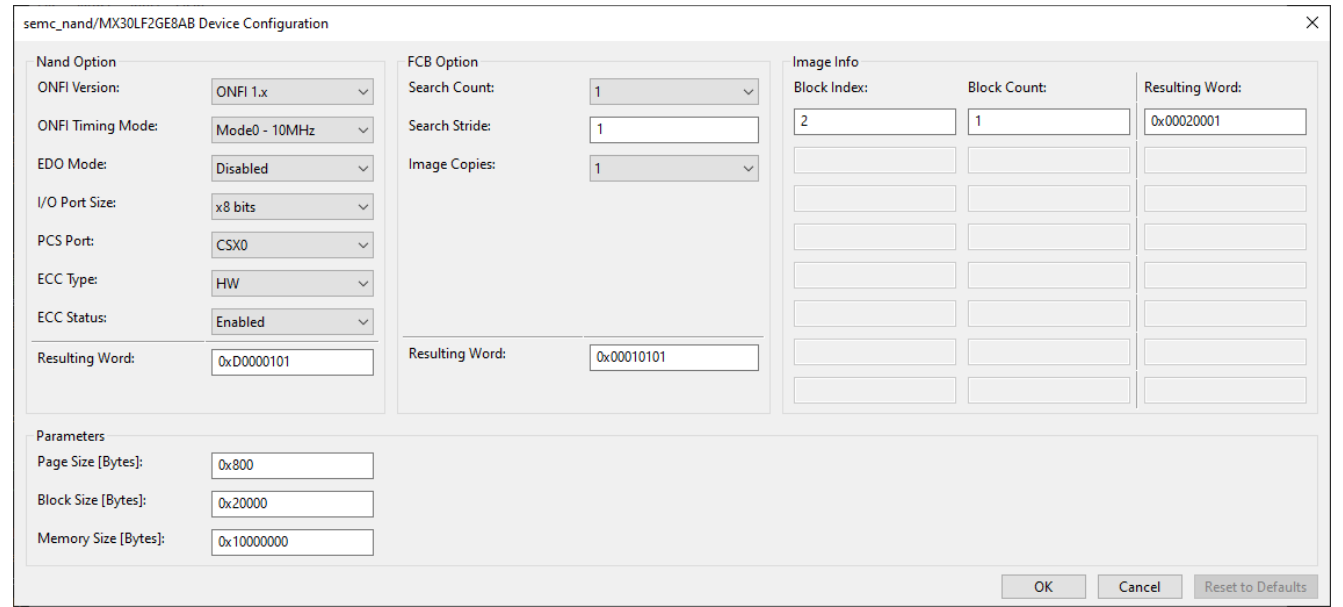 semc_nand/MX30LF2GE8AB Device Configuration
Nand Option
ONFI Version: ONFI 1.x
ONFI Timing Mode: Mode0 - 10MHz
EDO Mode: Disabled
I/O Port Size: x8 bits
PCS Port: CSX0
ECC Type: HW
ECC Status: Enabled
Resulting Word: 0xD0000101
FCB Option
Search Count: 1
Search Stride: 1
Image Copies: 1
Resulting Word: 0x00010101
Image Info
Block Index: Block Count: Resulting Word:
2 1 0x00020001
Parameters
Page Size [Bytes]: 0x800
Block Size [Bytes]: 0x20000
Memory Size [Bytes]: 0x10000000
OK Cancel Reset to Defaults